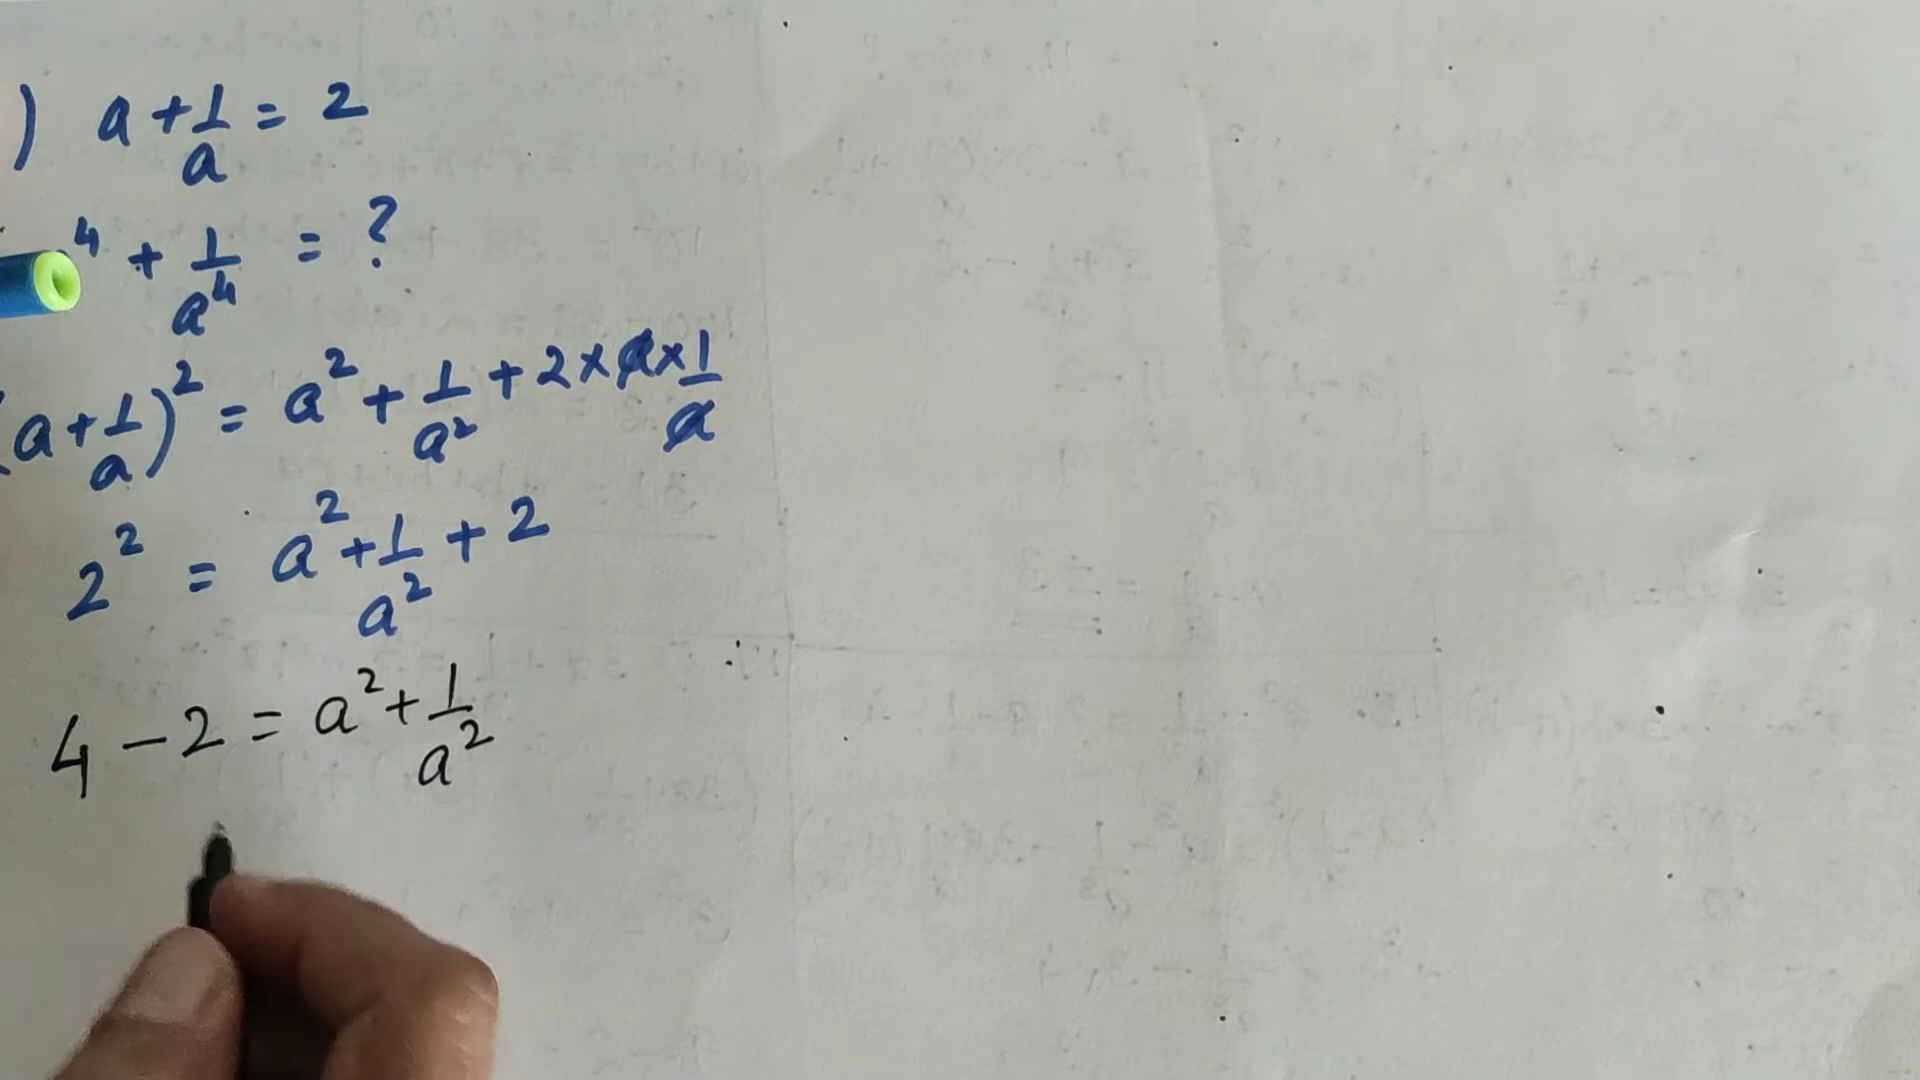 ) a + 1/a = 2
4 + 1/a⁴ = ?
(a + 1/a)² = a² + 1/a² + 2 × a × 1/a
2² = a² + 1/a² + 2
4 - 2 = a² + 1/a²